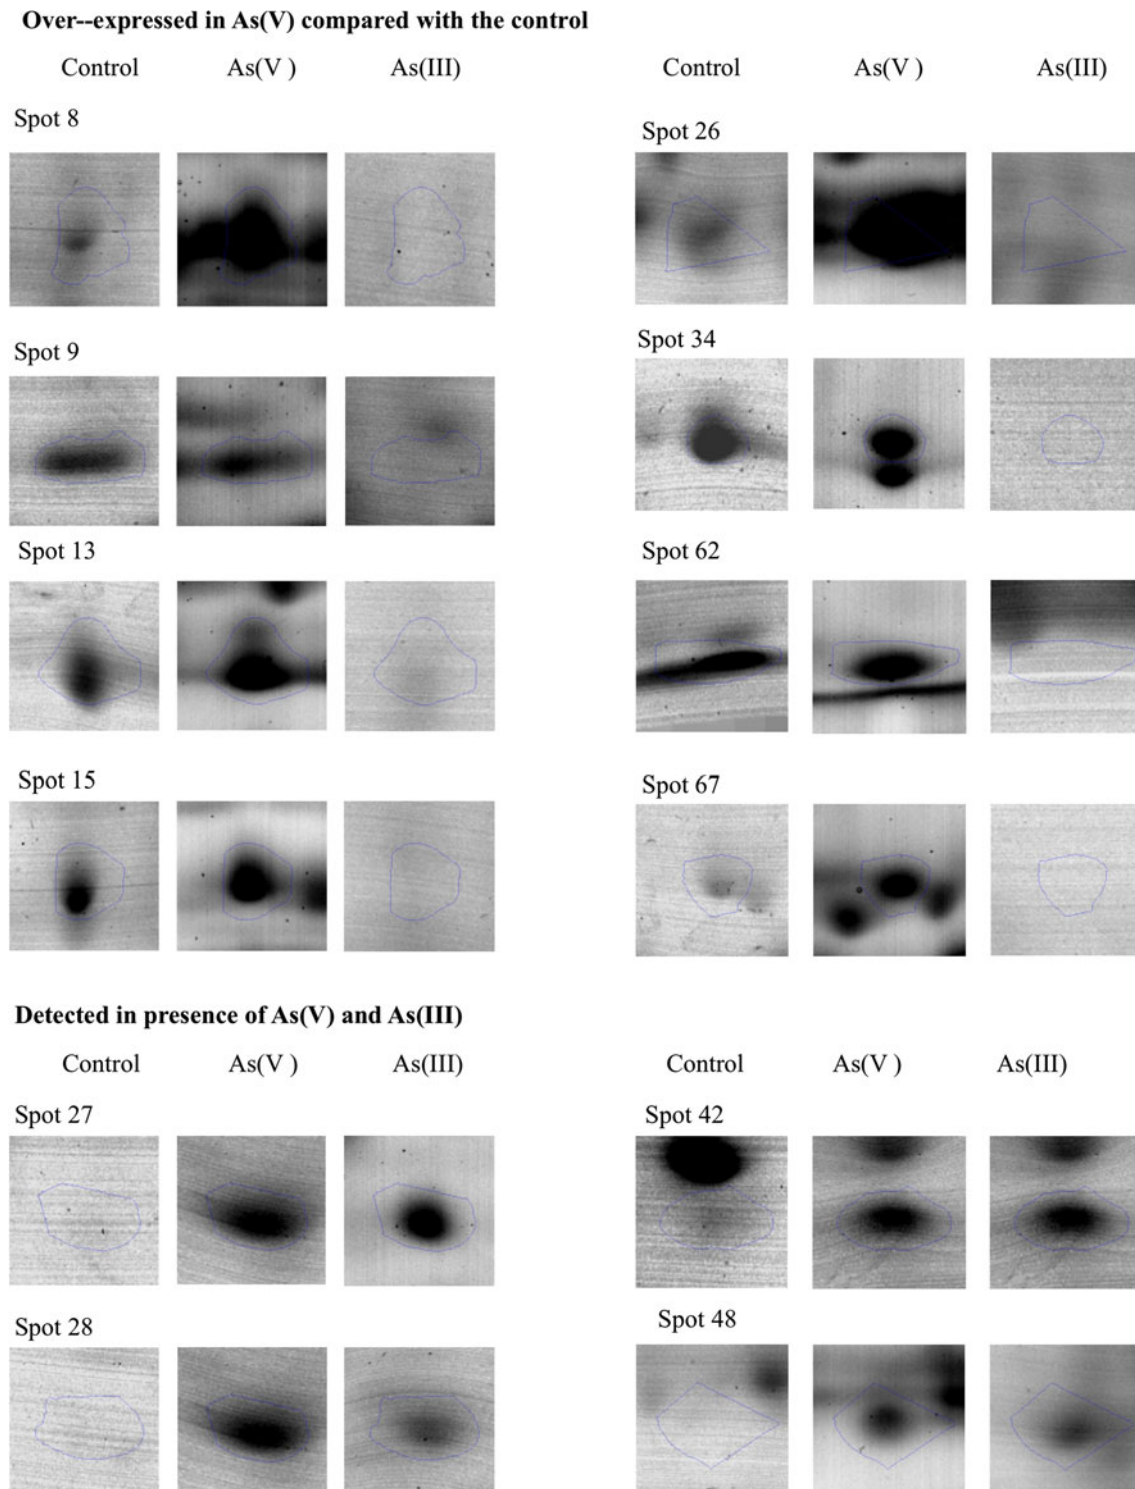 Over--expressed in As(V) compared with the control
Control As(V ) As(III) Control As(V ) As(III)
Spot 8
Spot 26
Spot 34
Spot 9
Spot 13 Spot 62
Spot 15
Spot 67
Detected in presence of As(V) and As(III)
Control As(V ) As(III) Control As(V ) As(III)
Spot 27 Spot 42
Spot 28
Spot 48